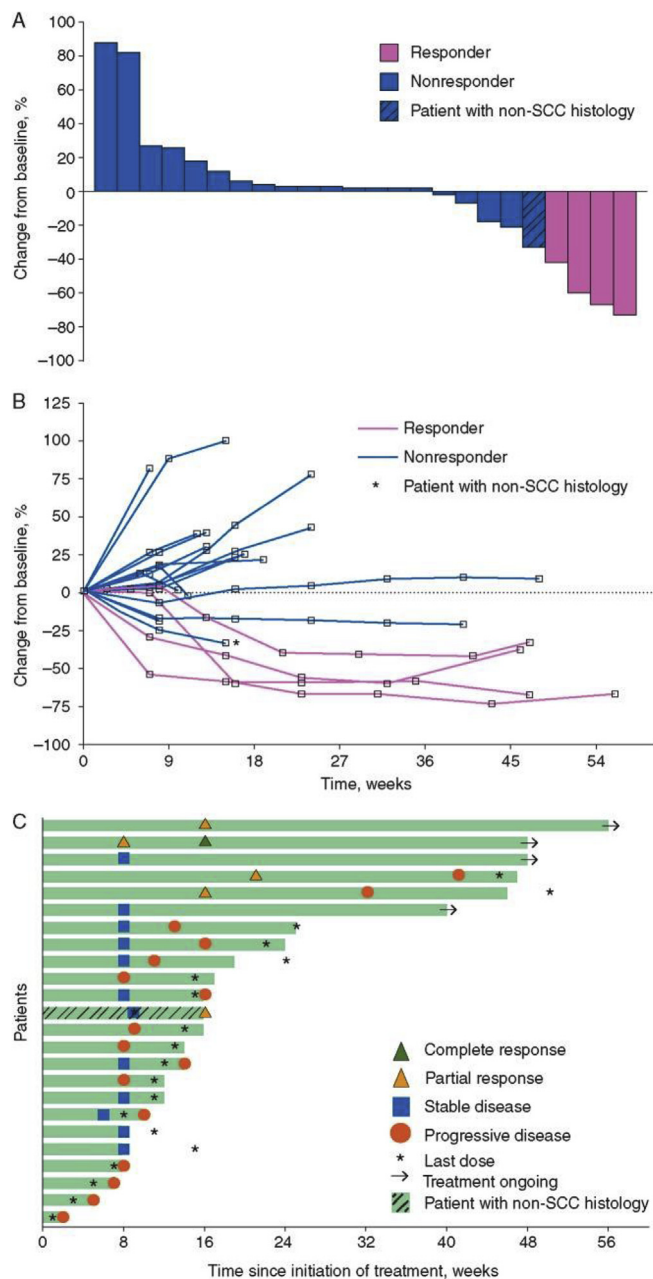 A
Change from baseline, %
100
80
60
40
20
0
−20
−40
−60
−80
−100
Responder
Nonresponder
Patient with non-SCC histology
B
Change from baseline, %
125
100
75
50
25
0
−25
−50
−75
−100
Responder
Nonresponder
* Patient with non-SCC histology
*
0 9 18 27 36 45 54
Time, weeks
C
Patients
Complete response
Partial response
Stable disease
Progressive disease
* Last dose
→ Treatment ongoing
Patient with non-SCC histology
0 8 16 24 32 40 48 56
Time since initiation of treatment, weeks